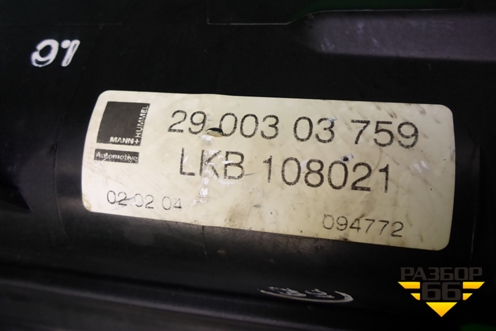 91
MANN+
HUMMEL
Automotive
29 003 03 759
LKB 108021
02 02 04
094772
РАЗБОР
66